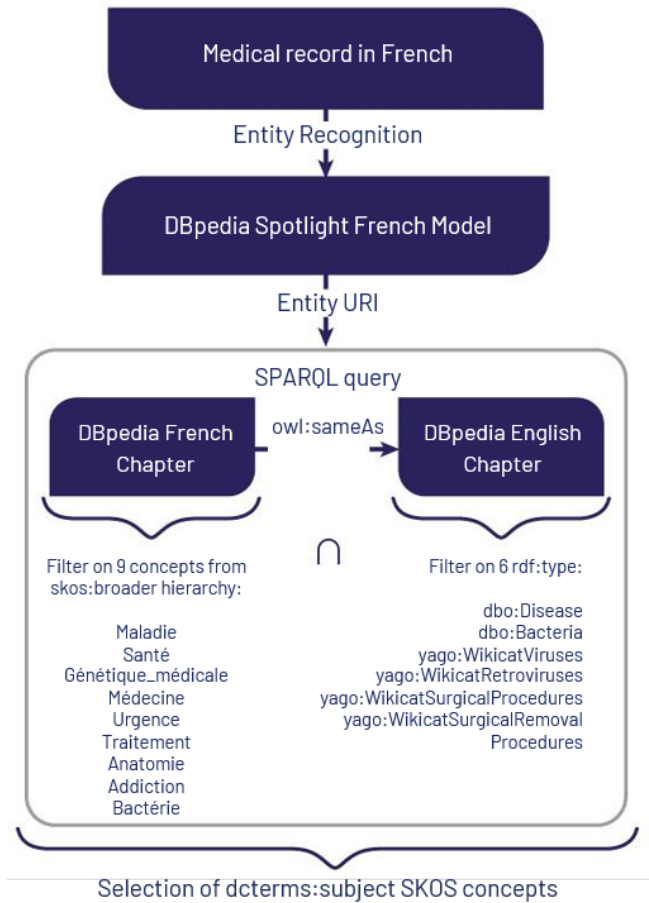 Medical record in French
Entity Recognition
DBpedia Spotlight French Model
Entity URI
SPARQL query
DBpedia French
Chapter
owl:sameAs
DBpedia English
Chapter
∩
Filter on 9 concepts from
skos:broader hierarchy:
Maladie
Santé
Génétique_médicale
Médecine
Urgence
Traitement
Anatomie
Addiction
Bactérie
Filter on 6 rdf:type:
dbo:Disease
dbo:Bacteria
yago:WikicatViruses
yago:WikicatRetroviruses
yago:WikicatSurgicalProcedures
yago:WikicatSurgicalRemoval
Procedures
Selection of dcterms:subject SKOS concepts